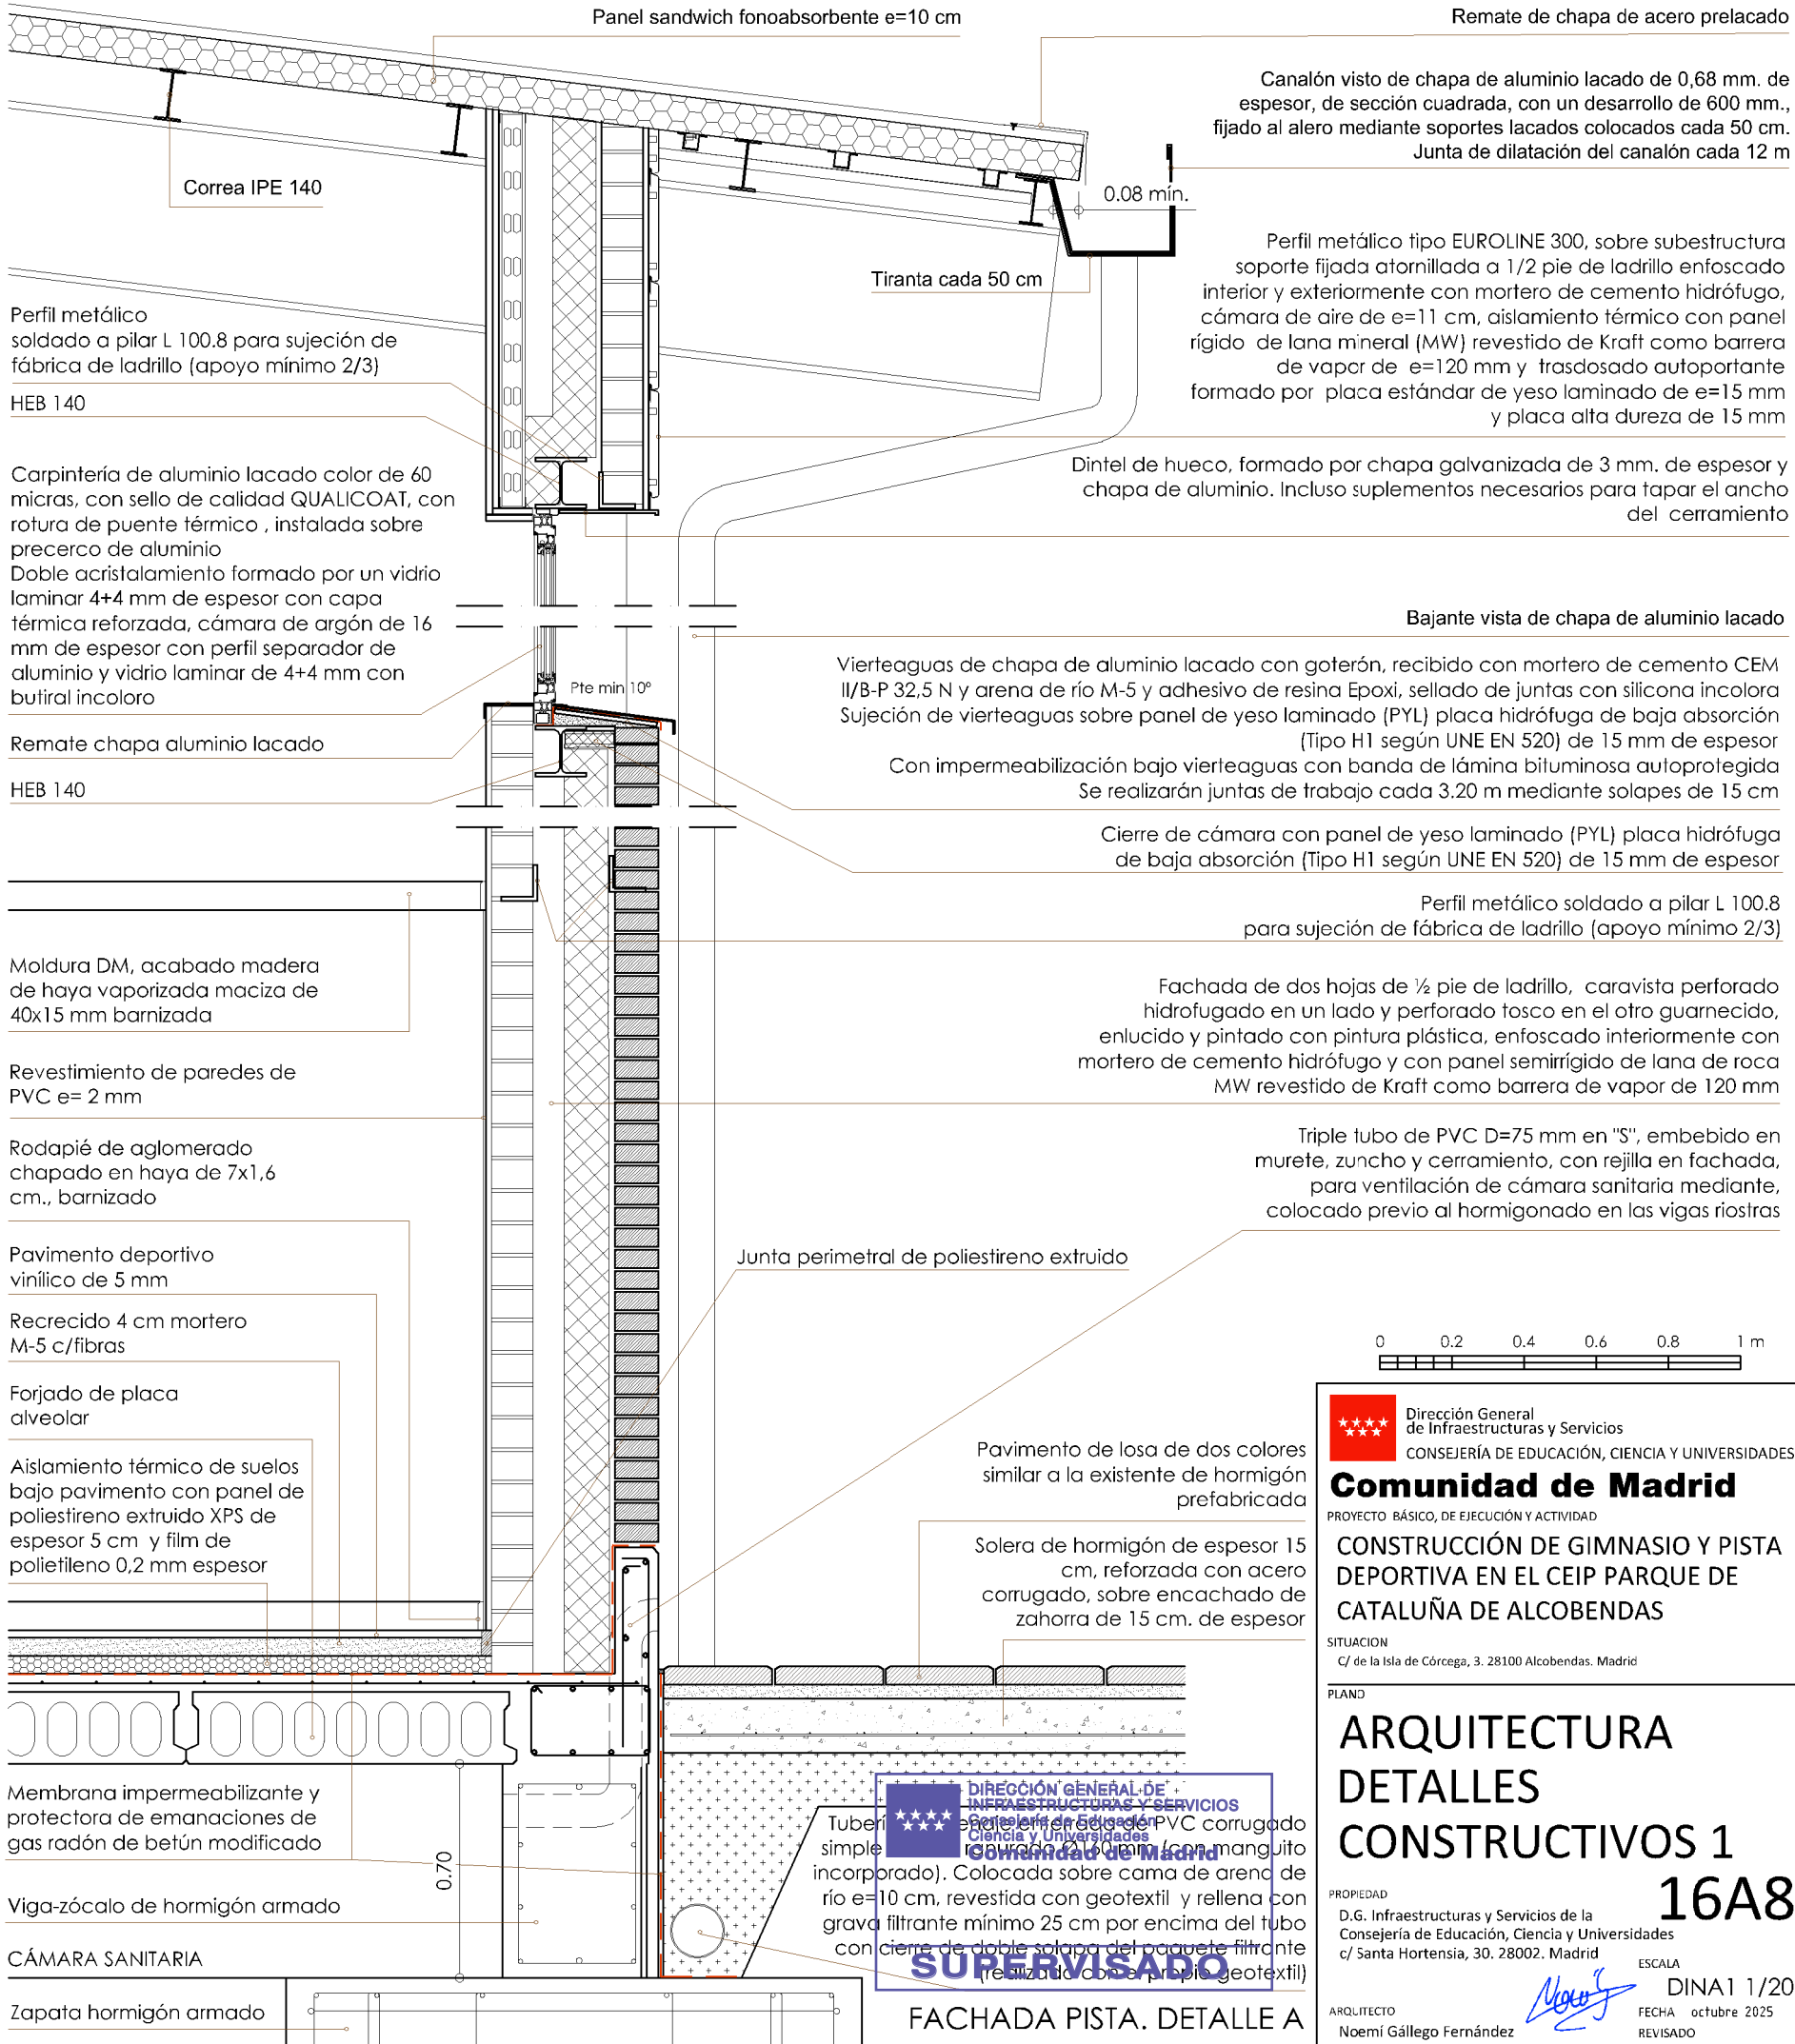 Panel sandwich fonoabsorbente e=10 cm
Remate de chapa de acero prelacado
Canalón visto de chapa de aluminio lacado de 0,68 mm. de
espesor, de sección cuadrada, con un desarrollo de 600 mm.,
fijado al alero mediante soportes lacados colocados cada 50 cm.
Junta de dilatación del canalón cada 12 m
Correa IPE 140
0.08 mín.
Tiranta cada 50 cm
Perfil metálico tipo EUROLINE 300, sobre subestructura
soporte fijada atornillada a 1/2 pie de ladrillo enfoscado
interior y exteriormente con mortero de cemento hidrófugo,
cámara de aire de e=11 cm, aislamiento térmico con panel
rígido de lana mineral (MW) revestido de Kraft como barrera
de vapor de e=120 mm y trasdosado autoportante
formado por placa estándar de yeso laminado de e=15 mm
y placa alta dureza de 15 mm
Perfil metálico
soldado a pilar L 100.8 para sujeción de
fábrica de ladrillo (apoyo mínimo 2/3)
HEB 140
Dintel de hueco, formado por chapa galvanizada de 3 mm. de espesor y
chapa de aluminio. Incluso suplementos necesarios para tapar el ancho
del cerramiento
Carpintería de aluminio lacado color de 60
micras, con sello de calidad QUALICOAT, con
rotura de puente térmico , instalada sobre
precerco de aluminio
Doble acristalamiento formado por un vidrio
laminar 4+4 mm de espesor con capa
térmica reforzada, cámara de argón de 16
mm de espesor con perfil separador de
aluminio y vidrio laminar de 4+4 mm con
butiral incoloro
Bajante vista de chapa de aluminio lacado
Pte min 10º
Vierteaguas de chapa de aluminio lacado con goterón, recibido con mortero de cemento CEM
II/B-P 32,5 N y arena de río M-5 y adhesivo de resina Epoxi, sellado de juntas con silicona incolora
Sujeción de vierteaguas sobre panel de yeso laminado (PYL) placa hidrófuga de baja absorción
(Tipo H1 según UNE EN 520) de 15 mm de espesor
Con impermeabilización bajo vierteaguas con banda de lámina bituminosa autoprotegida
Se realizarán juntas de trabajo cada 3.20 m mediante solapes de 15 cm
Remate chapa aluminio lacado
HEB 140
Cierre de cámara con panel de yeso laminado (PYL) placa hidrófuga
de baja absorción (Tipo H1 según UNE EN 520) de 15 mm de espesor
Perfil metálico soldado a pilar L 100.8
para sujeción de fábrica de ladrillo (apoyo mínimo 2/3)
Moldura DM, acabado madera
de haya vaporizada maciza de
40x15 mm barnizada
Fachada de dos hojas de ½ pie de ladrillo, caravista perforado
hidrofugado en un lado y perforado tosco en el otro guarnecido,
enlucido y pintado con pintura plástica, enfoscado interiormente con
mortero de cemento hidrófugo y con panel semirrígido de lana de roca
MW revestido de Kraft como barrera de vapor de 120 mm
Revestimiento de paredes de
PVC e= 2 mm
Rodapié de aglomerado
chapado en haya de 7x1,6
cm., barnizado
Triple tubo de PVC D=75 mm en "S", embebido en
murete, zuncho y cerramiento, con rejilla en fachada,
para ventilación de cámara sanitaria mediante,
colocado previo al hormigonado en las vigas riostras
Junta perimetral de poliestireno extruido
Pavimento deportivo
vinílico de 5 mm
Recrecido 4 cm mortero
M-5 c/fibras
Forjado de placa
alveolar
Aislamiento térmico de suelos
bajo pavimento con panel de
poliestireno extruido XPS de
espesor 5 cm y film de
polietileno 0,2 mm espesor
Pavimento de losa de dos colores
similar a la existente de hormigón
prefabricada
Solera de hormigón de espesor 15
cm, reforzada con acero
corrugado, sobre encachado de
zahorra de 15 cm. de espesor
Membrana impermeabilizante y
protectora de emanaciones de
gas radón de betún modificado
0.70
Viga-zócalo de hormigón armado
CÁMARA SANITARIA
Zapata hormigón armado
DIRECCIÓN GENERAL DE
INFRAESTRUCTURAS Y SERVICIOS
Consejería de Educación
Ciencia y Universidades
Comunidad de Madrid
SUPERVISADO
enterrada de PVC corrugado
simple ranurado Ø160 mm (con manguito
incorporado). Colocada sobre cama de arena de
río e=10 cm, revestida con geotextil y rellena con
grava filtrante mínimo 25 cm por encima del tubo
con cierre de doble solapa del paquete filtrante
(realizado con el propio geotextil)
FACHADA PISTA. DETALLE A
0 0.2 0.4 0.6 0.8 1 m
Dirección General
de Infraestructuras y Servicios
CONSEJERÍA DE EDUCACIÓN, CIENCIA Y UNIVERSIDADES
Comunidad de Madrid
PROYECTO BÁSICO, DE EJECUCIÓN Y ACTIVIDAD
CONSTRUCCIÓN DE GIMNASIO Y PISTA
DEPORTIVA EN EL CEIP PARQUE DE
CATALUÑA DE ALCOBENDAS
SITUACION
C/ de la Isla de Córcega, 3. 28100 Alcobendas. Madrid
PLANO
ARQUITECTURA
DETALLES
CONSTRUCTIVOS 1
16A8
PROPIEDAD
D.G. Infraestructuras y Servicios de la
Consejería de Educación, Ciencia y Universidades
c/ Santa Hortensia, 30. 28002. Madrid
ESCALA
DINA1 1/20
FECHA octubre 2025
REVISADO
ARQUITECTO
Noemí Gállego Fernández